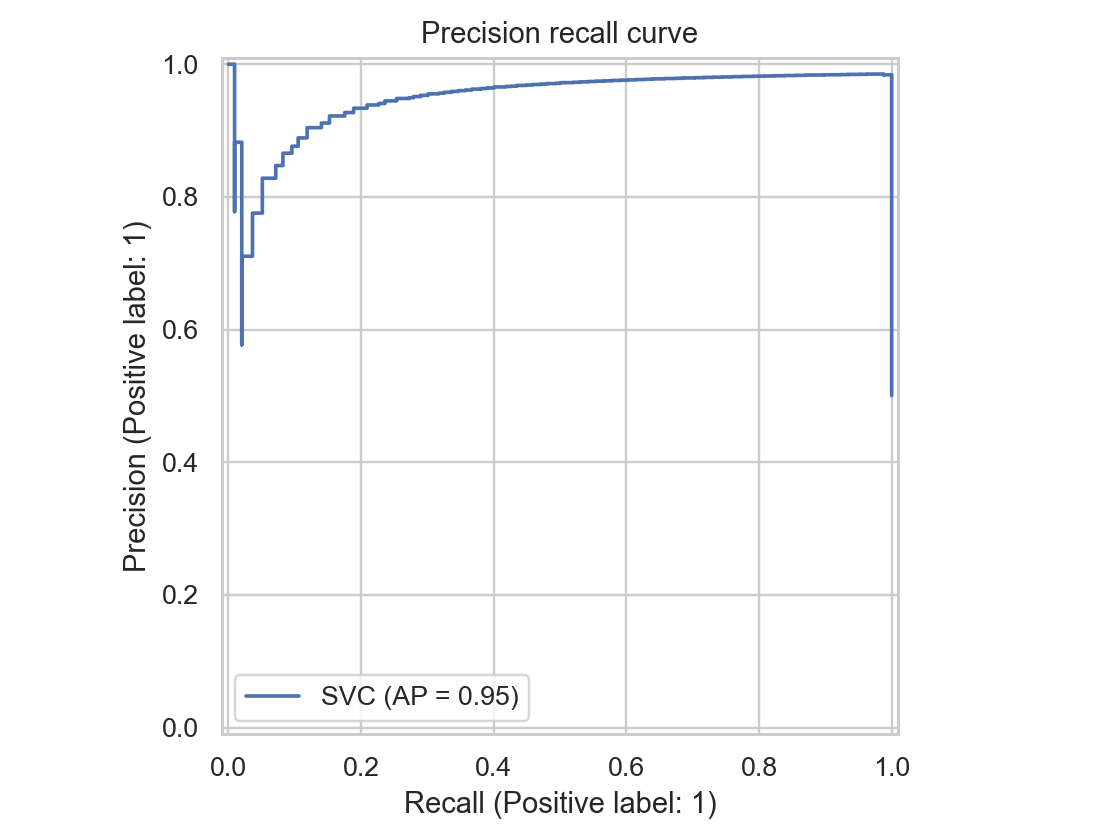 Precision recall curve
1.0
0.8
0.6
0.4
0.2
0.0
Precision (Positive label: 1)
SVC (AP = 0.95)
0.0 0.2 0.4 0.6 0.8 1.0
Recall (Positive label: 1)